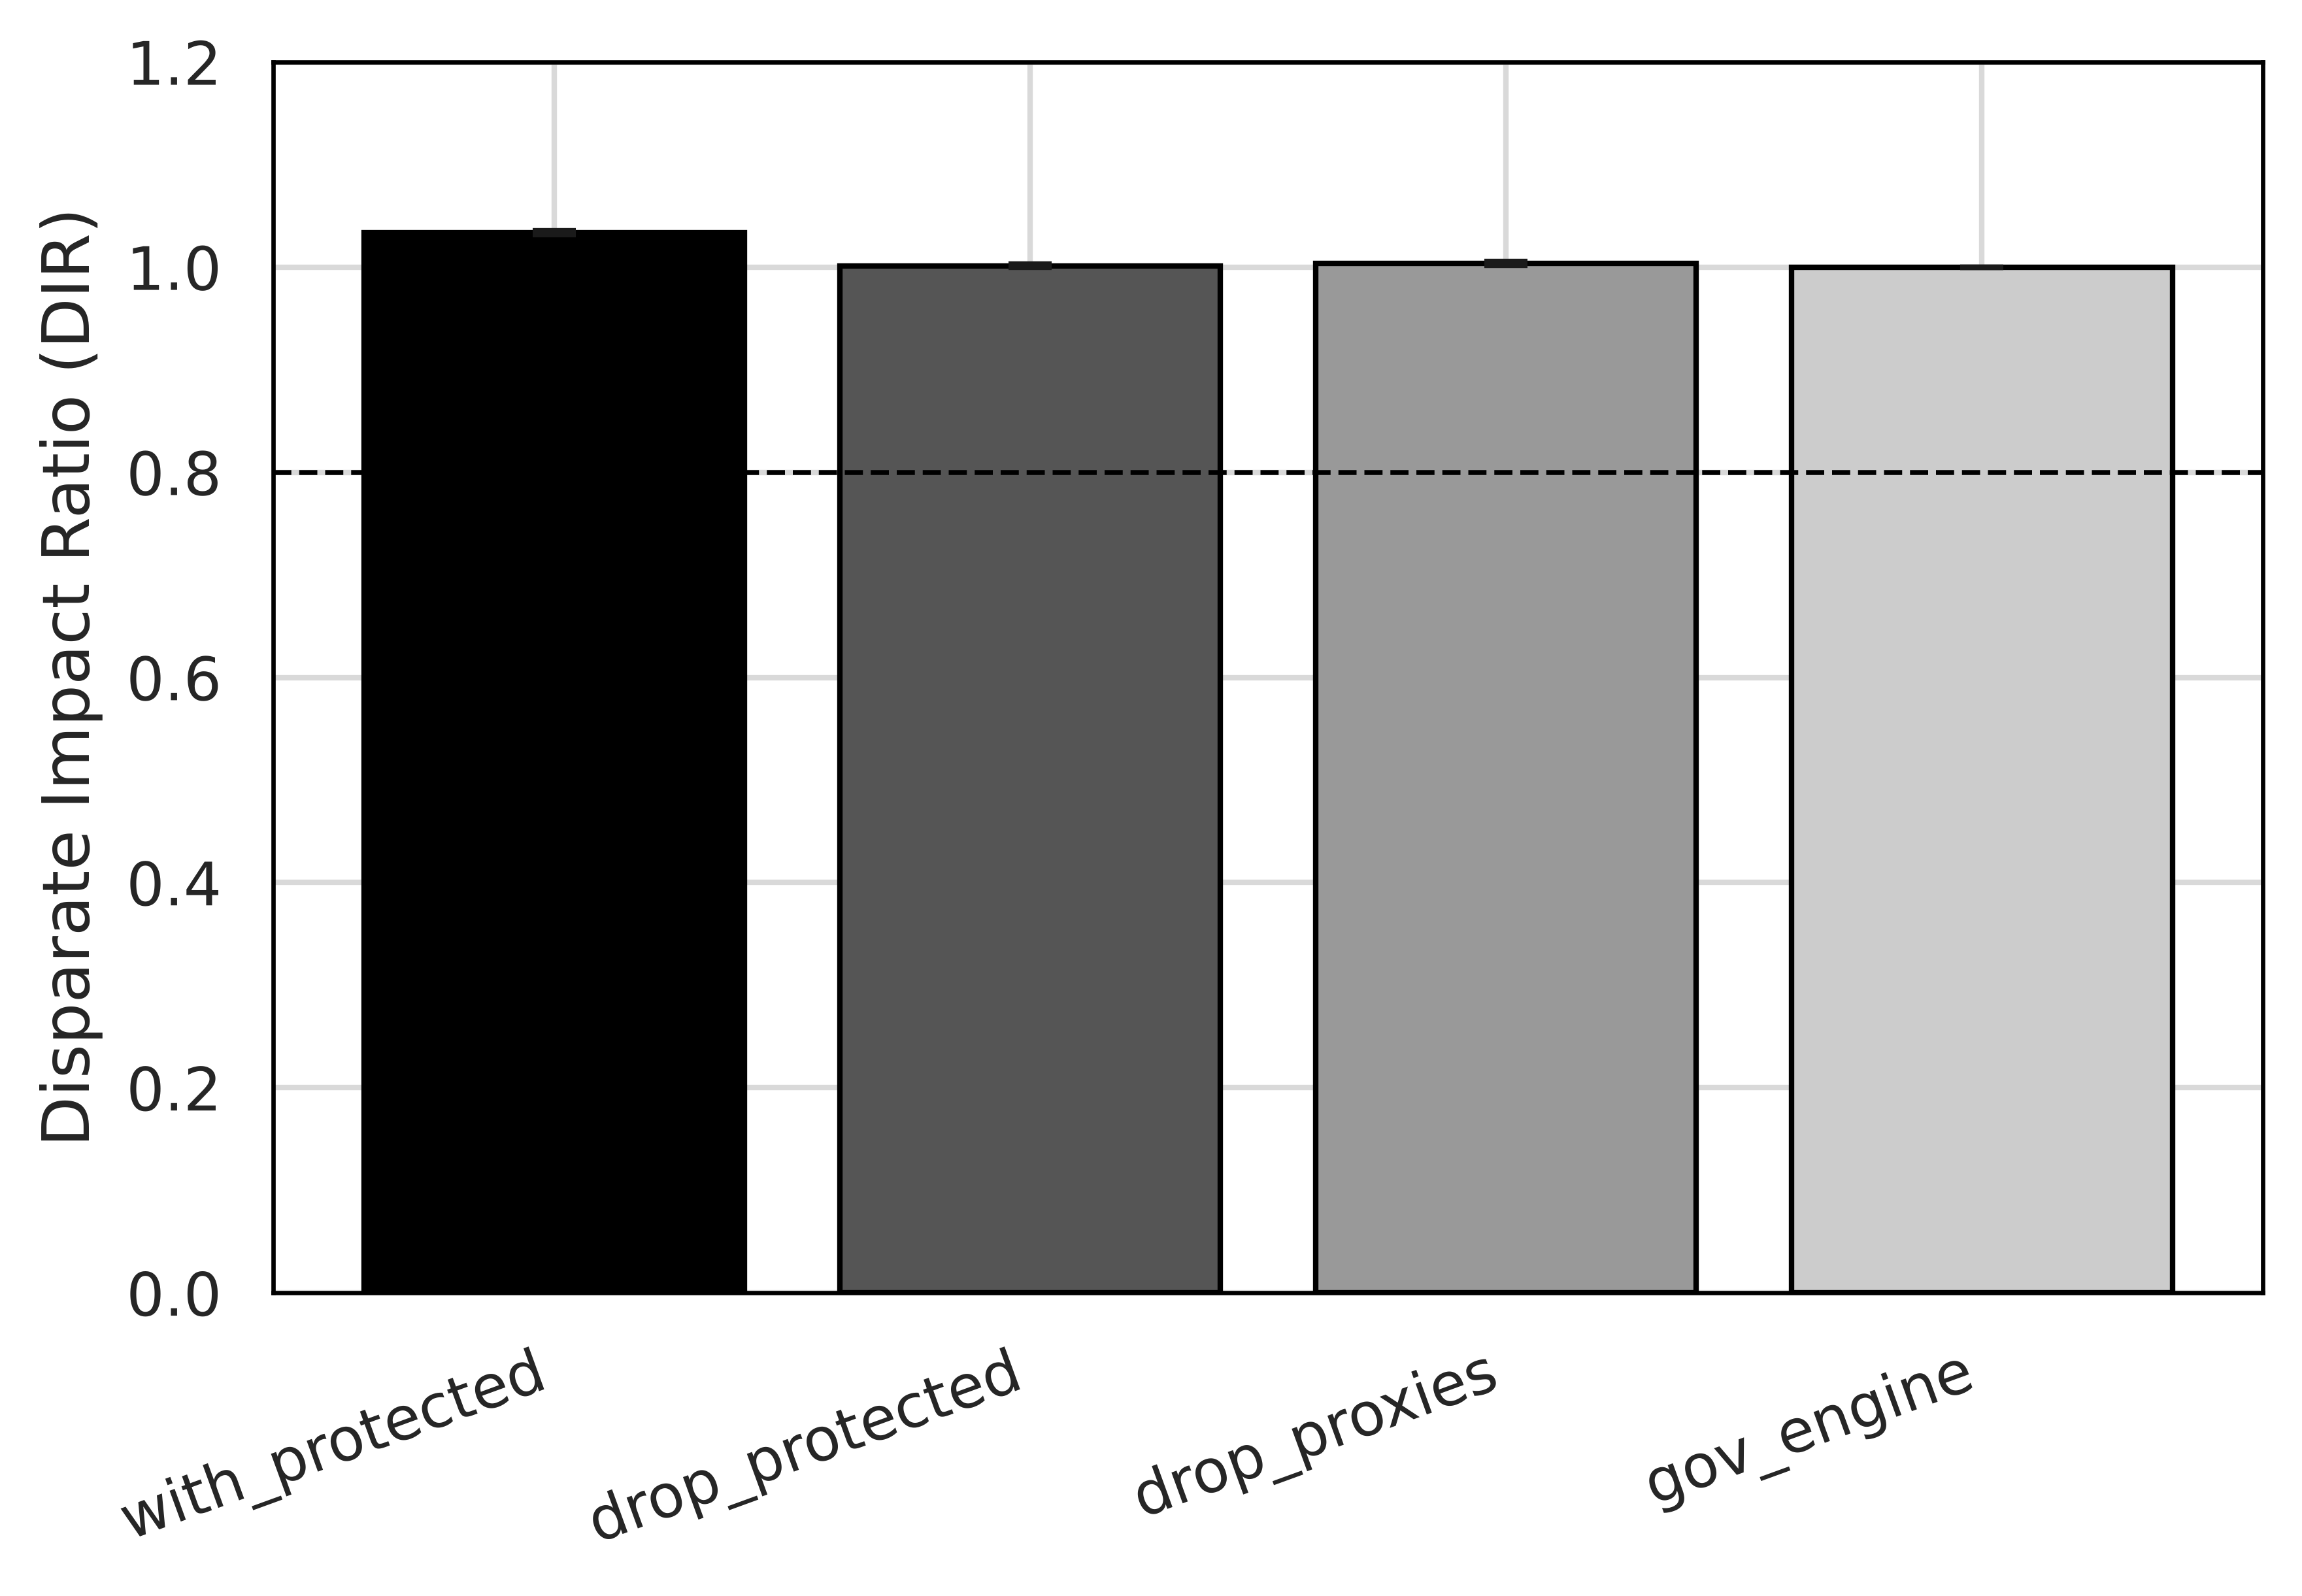 Disparate Impact Ratio (DIR)
1.2
1.0
0.8
0.6
0.4
0.2
0.0
with_protected
drop_protected
drop_proxies
gov_engine